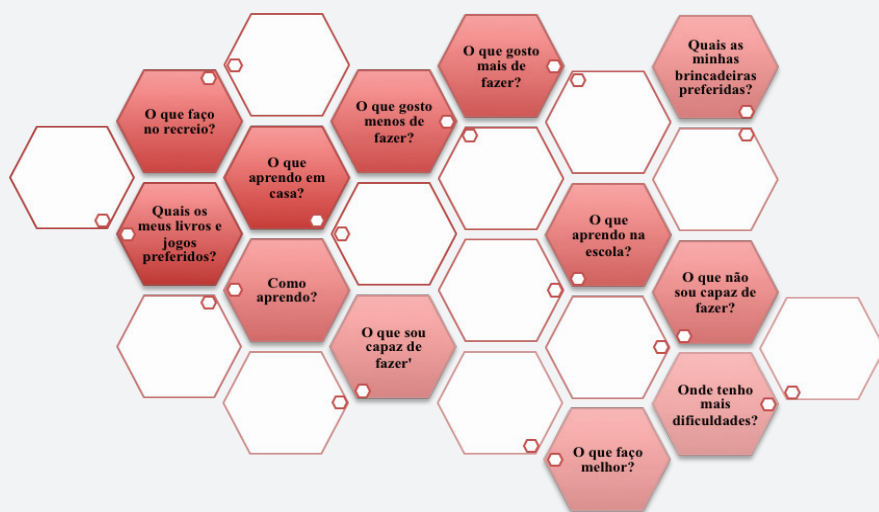 O que gosto
mais de
fazer?
Quais as
minhas
brincadeiras
preferidas?
O que faço
no recreio?
O que gosto
menos de
fazer?
O que
aprendo em
casa?
Quais os
meus livros e
jogos
preferidos?
O que
aprendo na
escola?
Como
aprendo?
O que não
sou capaz de
fazer?
O que sou
capaz de
fazer'
Onde tenho
mais
dificuldades?
O que faço
melhor?